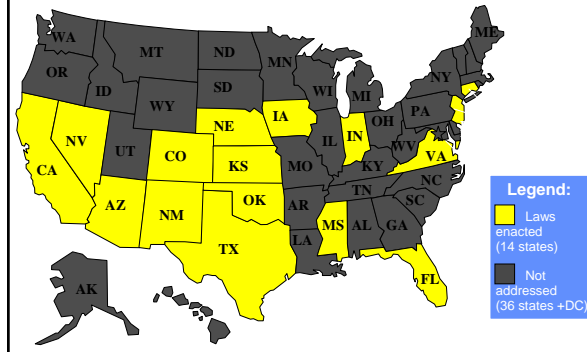 WA
MT
ND
MN
ME
OR
ID
SD
WI
MI
NY
WY
NE
IA
PA
NV
UT
CO
IL
IN
OH
WV
VA
CA
KS
MO
KY
NC
AZ
NM
OK
AR
TN
SC
TX
LA
MS
AL
GA
FL
AK
Legend:
Laws
enacted
(14 states)
Not
addressed
(36 states +DC)